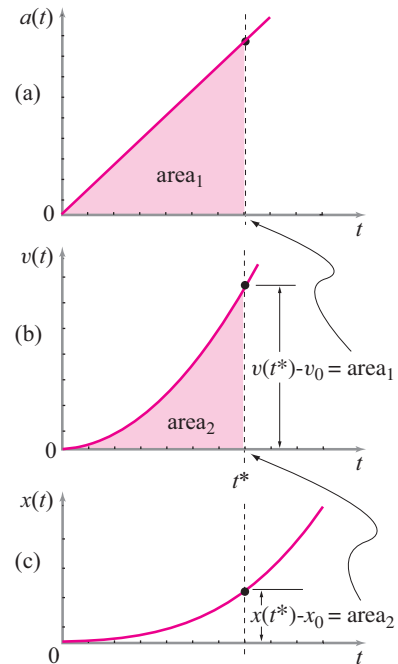 a(t)
(a)
area₁
0
t
v(t)
(b)
v(t*)-v₀ = area₁
area₂
0
t
t*
x(t)
(c)
x(t*)-x₀ = area₂
0
t